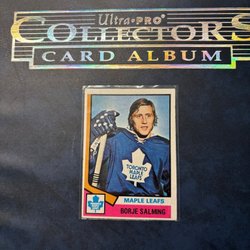 Ultra•PRO®
COLLECTORS
CARD ALBUM
TORONTO
MAPLE
LEAFS
MAPLE LEAFS
BORJE SALMING